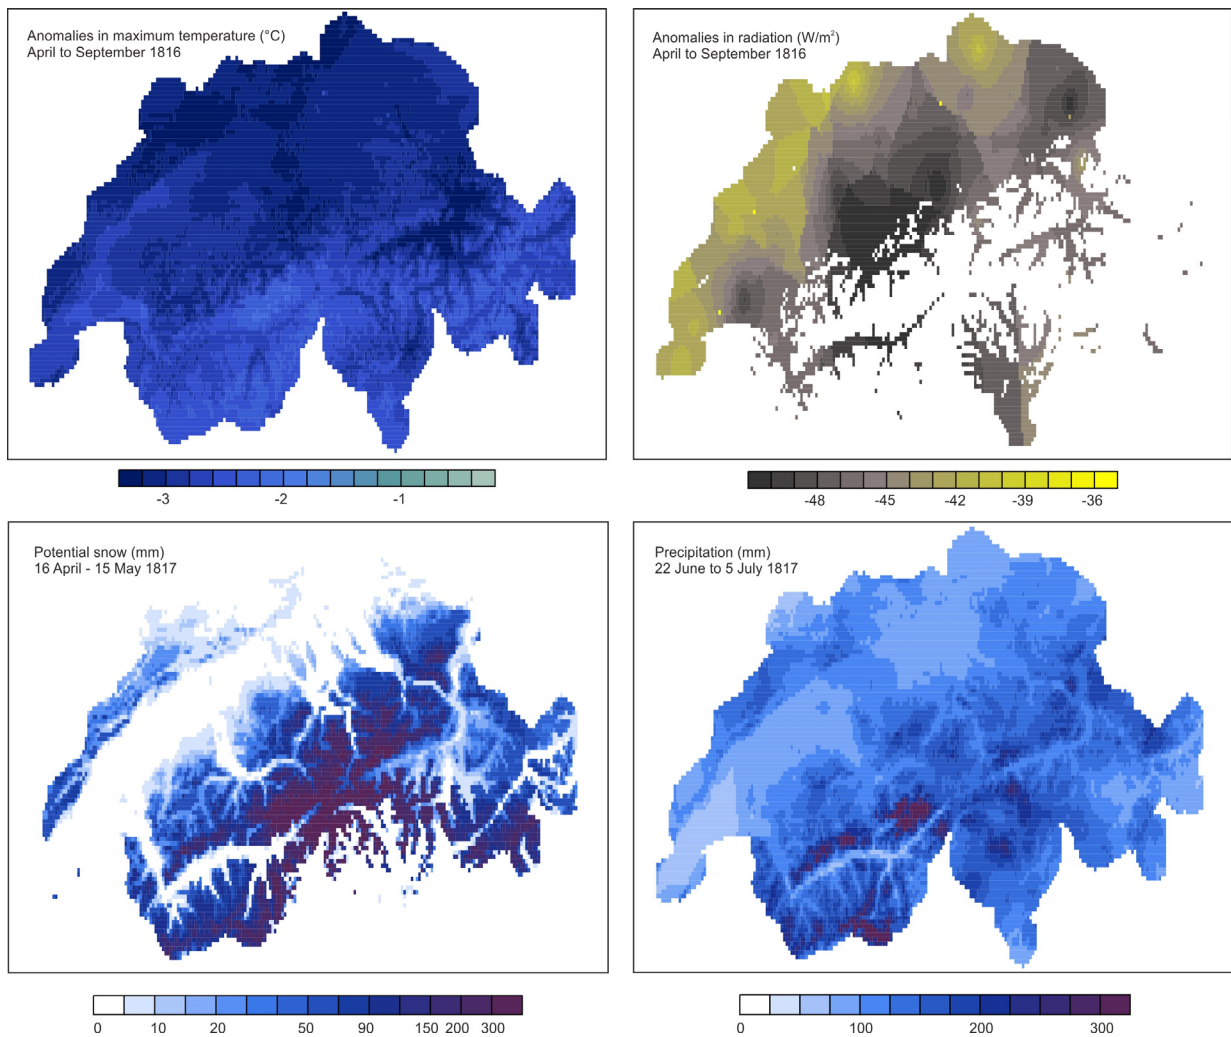 Anomalies in maximum temperature (°C)
April to September 1816
-3 -2 -1
Anomalies in radiation (W/m²)
April to September 1816
-48 -45 -42 -39 -36
Potential snow (mm)
16 April - 15 May 1817
0 10 20 50 90 150 200 300
Precipitation (mm)
22 June to 5 July 1817
0 100 200 300